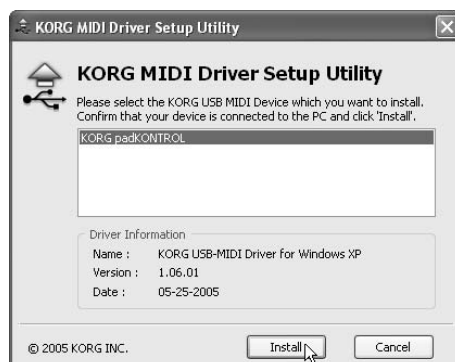 KORG MIDI Driver Setup Utility
KORG MIDI Driver Setup Utility
Please select the KORG USB MIDI Device which you want to install.
Confirm that your device is connected to the PC and click 'Install'.
KORG padKONTROL
Driver Information
Name : KORG USB-MIDI Driver for Windows XP
Version : 1.06.01
Date : 05-25-2005
© 2005 KORG INC.
Install
Cancel